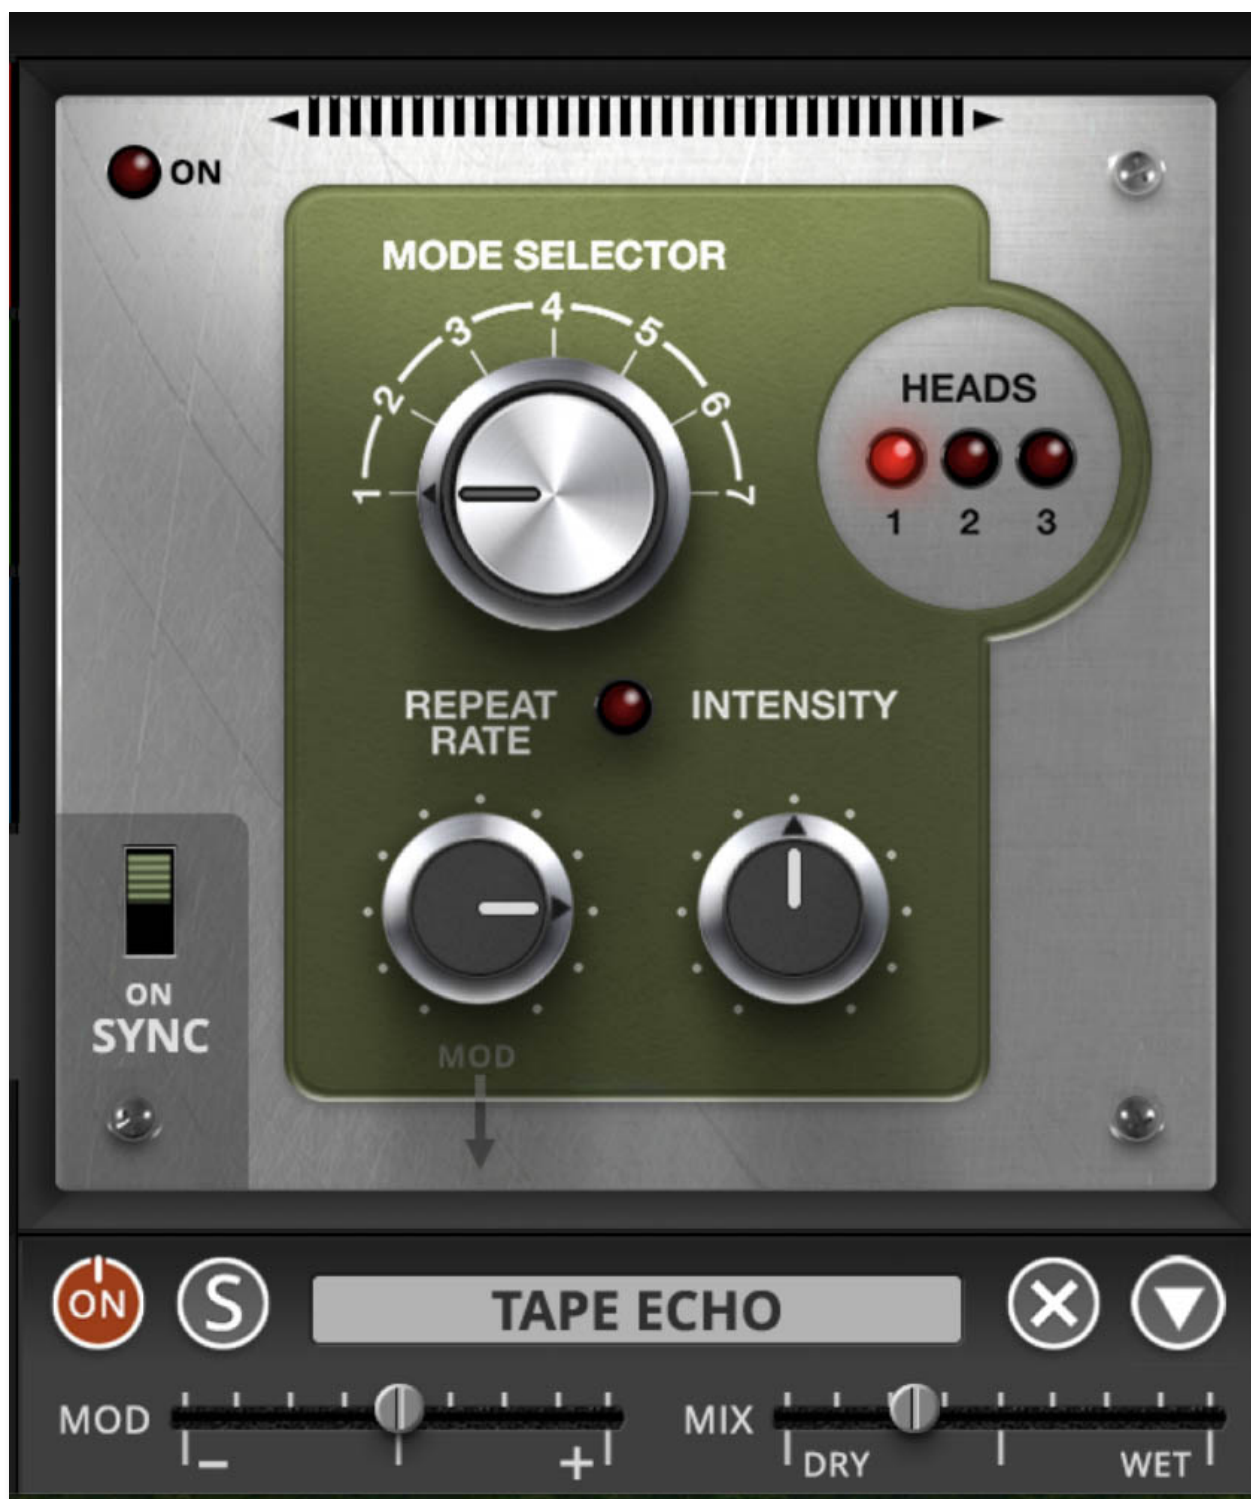 ON
MODE SELECTOR
1 2 3 4 5 6 7
HEADS
1 2 3
REPEAT
RATE
INTENSITY
ON
SYNC
MOD
ON
S
TAPE ECHO
MOD
- +
MIX
DRY WET